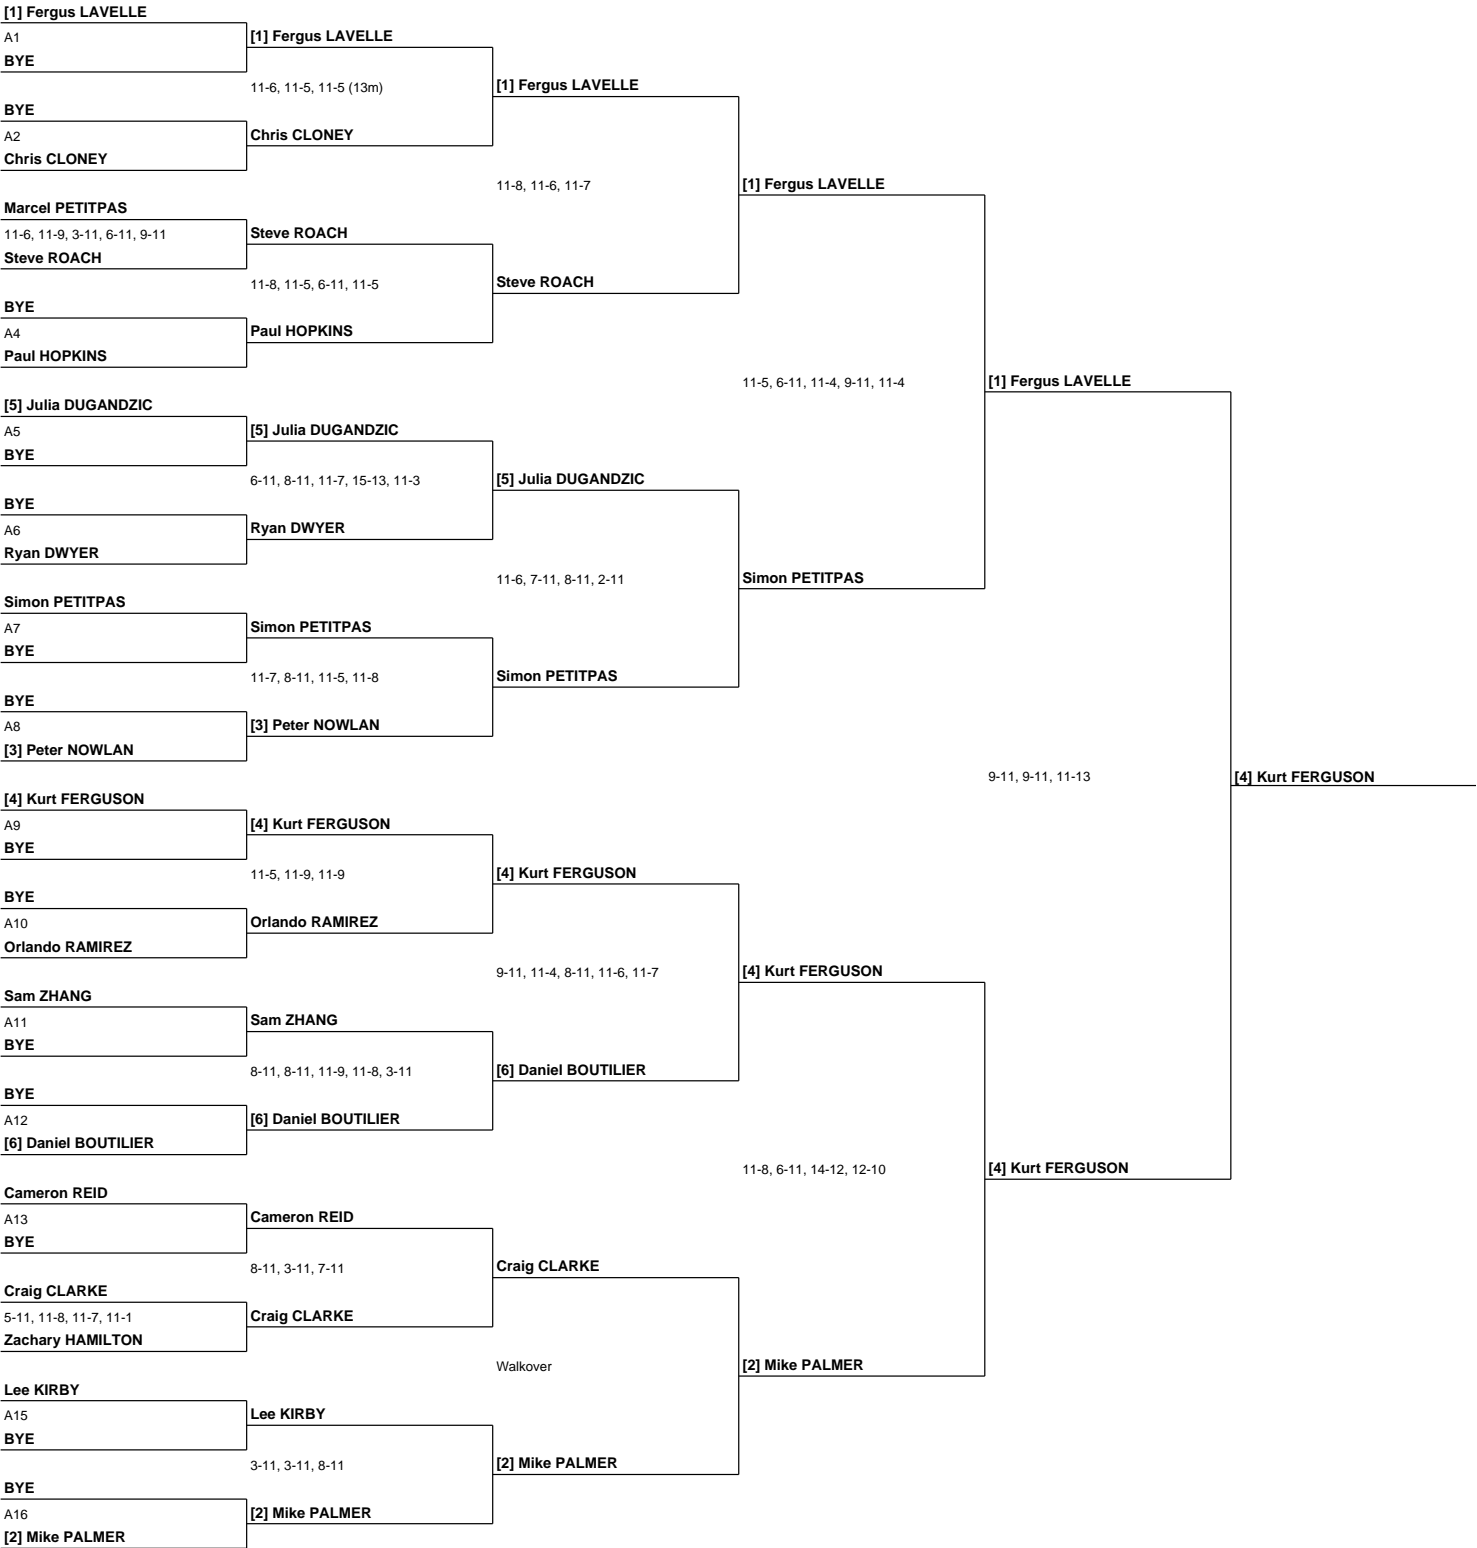 [1] Fergus LAVELLE
A1
BYE
BYE
A2
Chris CLONEY
Marcel PETITPAS
11-6, 11-9, 3-11, 6-11, 9-11
Steve ROACH
BYE
A4
Paul HOPKINS
[5] Julia DUGANDZIC
A5
BYE
BYE
A6
Ryan DWYER
Simon PETITPAS
A7
BYE
BYE
A8
[3] Peter NOWLAN
[4] Kurt FERGUSON
A9
BYE
BYE
A10
Orlando RAMIREZ
Sam ZHANG
A11
BYE
BYE
A12
[6] Daniel BOUTILIER
Cameron REID
A13
BYE
Craig CLARKE
5-11, 11-8, 11-7, 11-1
Zachary HAMILTON
Lee KIRBY
A15
BYE
BYE
A16
[2] Mike PALMER
[1] Fergus LAVELLE
11-6, 11-5, 11-5 (13m)
Chris CLONEY
Steve ROACH
11-8, 11-5, 6-11, 11-5
Paul HOPKINS
[5] Julia DUGANDZIC
6-11, 8-11, 11-7, 15-13, 11-3
Ryan DWYER
Simon PETITPAS
11-7, 8-11, 11-5, 11-8
[3] Peter NOWLAN
[4] Kurt FERGUSON
11-5, 11-9, 11-9
Orlando RAMIREZ
Sam ZHANG
8-11, 8-11, 11-9, 11-8, 3-11
[6] Daniel BOUTILIER
Cameron REID
8-11, 3-11, 7-11
Craig CLARKE
Lee KIRBY
3-11, 3-11, 8-11
[2] Mike PALMER
[1] Fergus LAVELLE
11-8, 11-6, 11-7
Steve ROACH
[5] Julia DUGANDZIC
11-6, 7-11, 8-11, 2-11
Simon PETITPAS
[4] Kurt FERGUSON
9-11, 11-4, 8-11, 11-6, 11-7
[6] Daniel BOUTILIER
Craig CLARKE
Walkover
[2] Mike PALMER
[1] Fergus LAVELLE
11-5, 6-11, 11-4, 9-11, 11-4
Simon PETITPAS
[4] Kurt FERGUSON
11-8, 6-11, 14-12, 12-10
[2] Mike PALMER
[1] Fergus LAVELLE
9-11, 9-11, 11-13
[4] Kurt FERGUSON
[4] Kurt FERGUSON